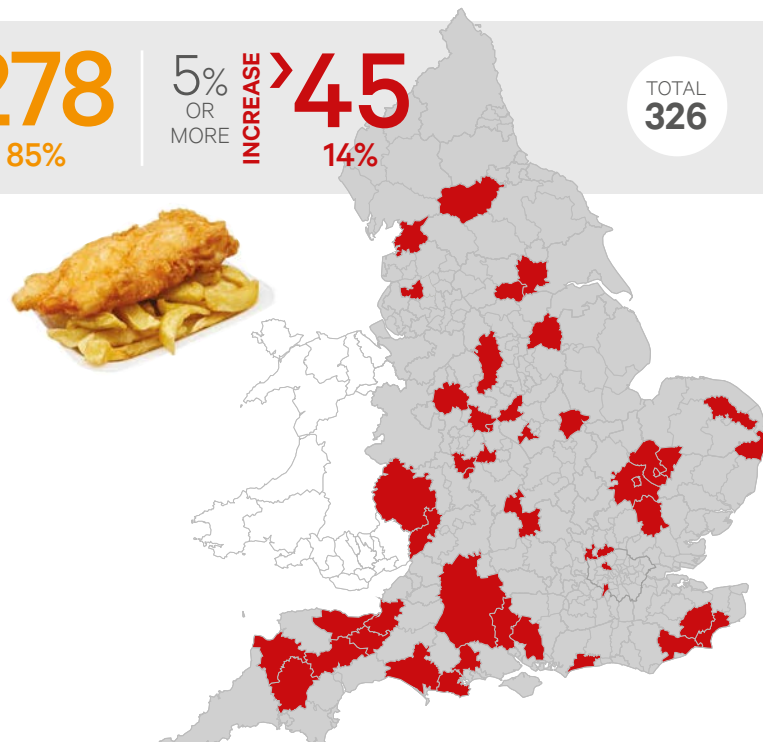 278
85%
5%
OR
MORE
INCREASE
›45
14%
TOTAL
326